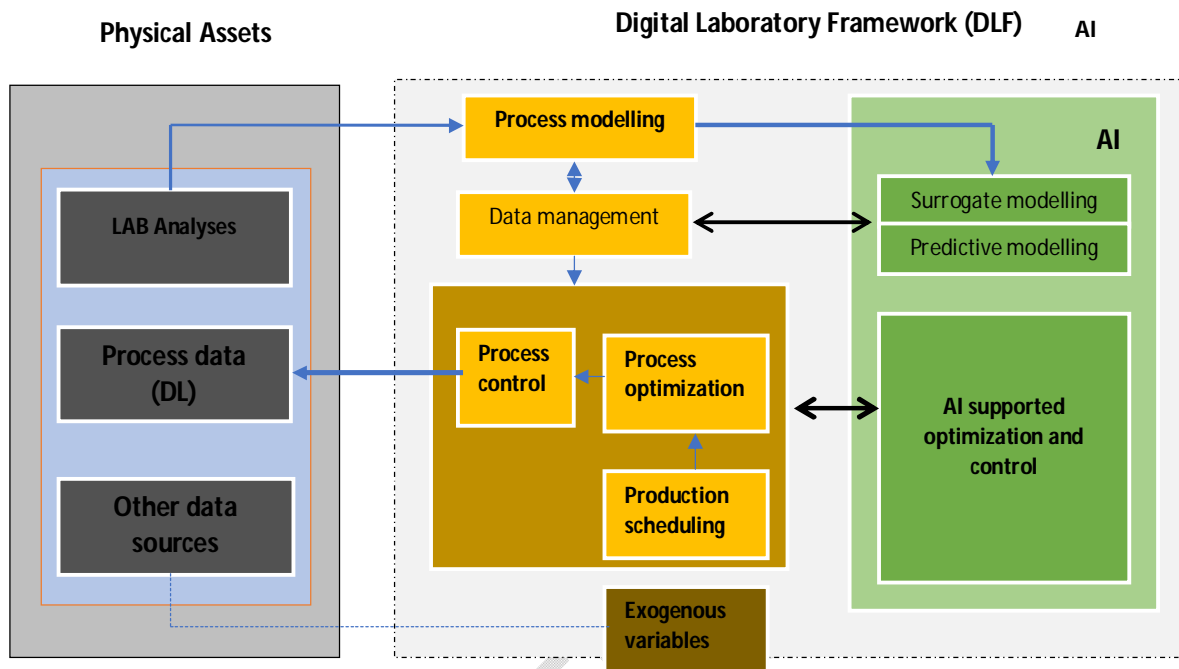 Physical Assets
Digital Laboratory Framework (DLF)
AI
Process modelling
AI
LAB Analyses
Data management
Surrogate modelling
Predictive modelling
Process data
(DL)
Process
control
Process
optimization
AI supported
optimization and
control
Other data
sources
Production
scheduling
Exogenous
variables